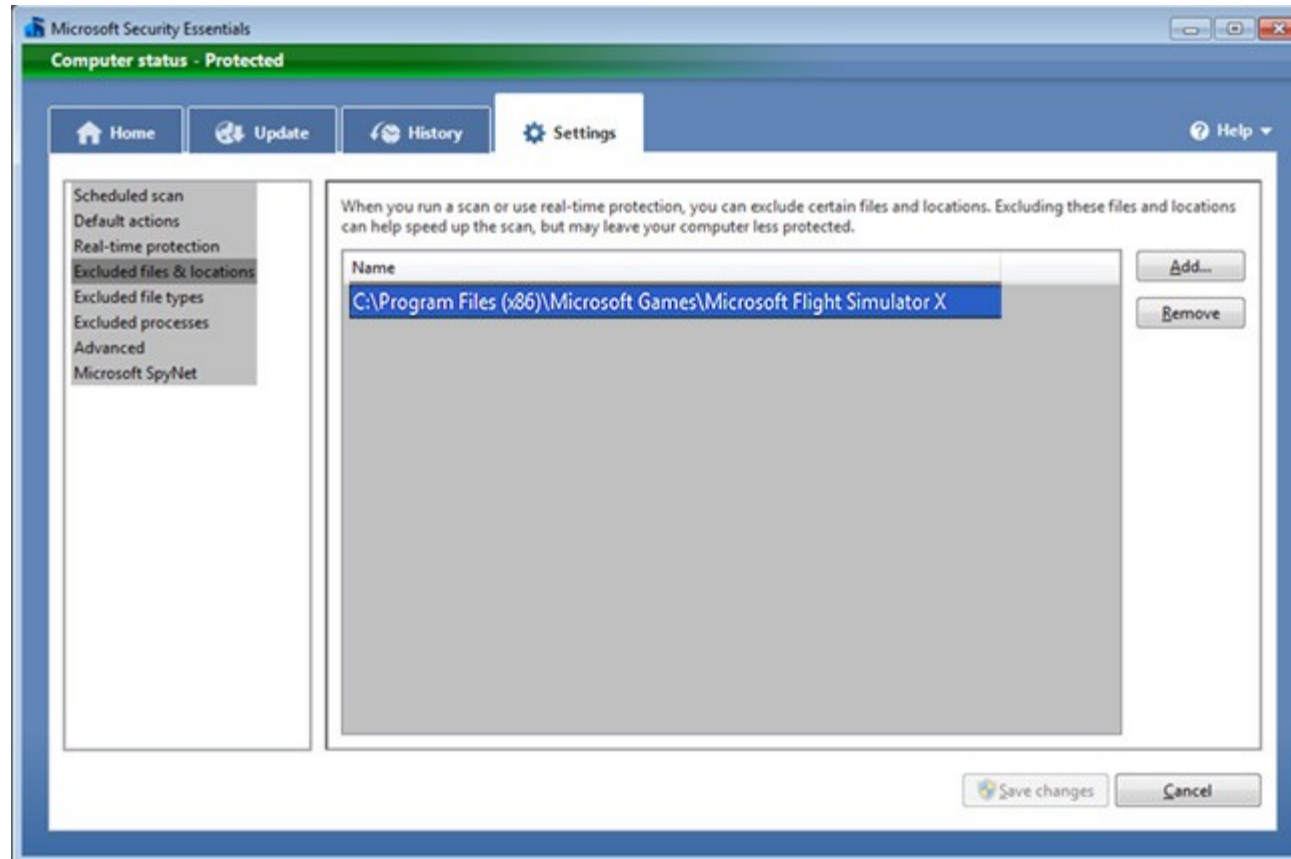 Microsoft Security Essentials
Computer status - Protected
Home
Update
History
Settings
Help
Scheduled scan
Default actions
Real-time protection
Excluded files & locations
Excluded file types
Excluded processes
Advanced
Microsoft SpyNet
When you run a scan or use real-time protection, you can exclude certain files and locations. Excluding these files and locations
can help speed up the scan, but may leave your computer less protected.
Name
C:\Program Files (x86)\Microsoft Games\Microsoft Flight Simulator X
Add...
Remove
Save changes
Cancel